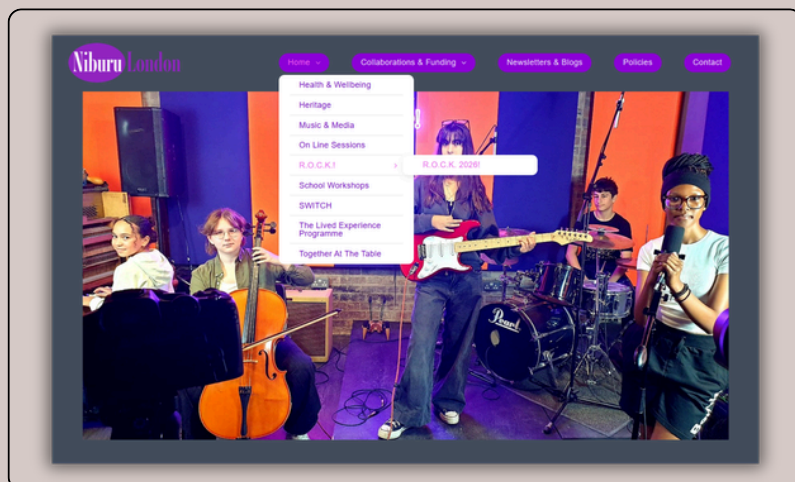 Niburu London
Home
Collaborations & Funding
Newsletters & Blogs
Policies
Contact
Health & Wellbeing
Heritage
Music & Media
On Line Sessions
R.O.C.K.!
R.O.C.K. 2026!
School Workshops
SWITCH
The Lived Experience
Programme
Together At The Table
!
Pearl